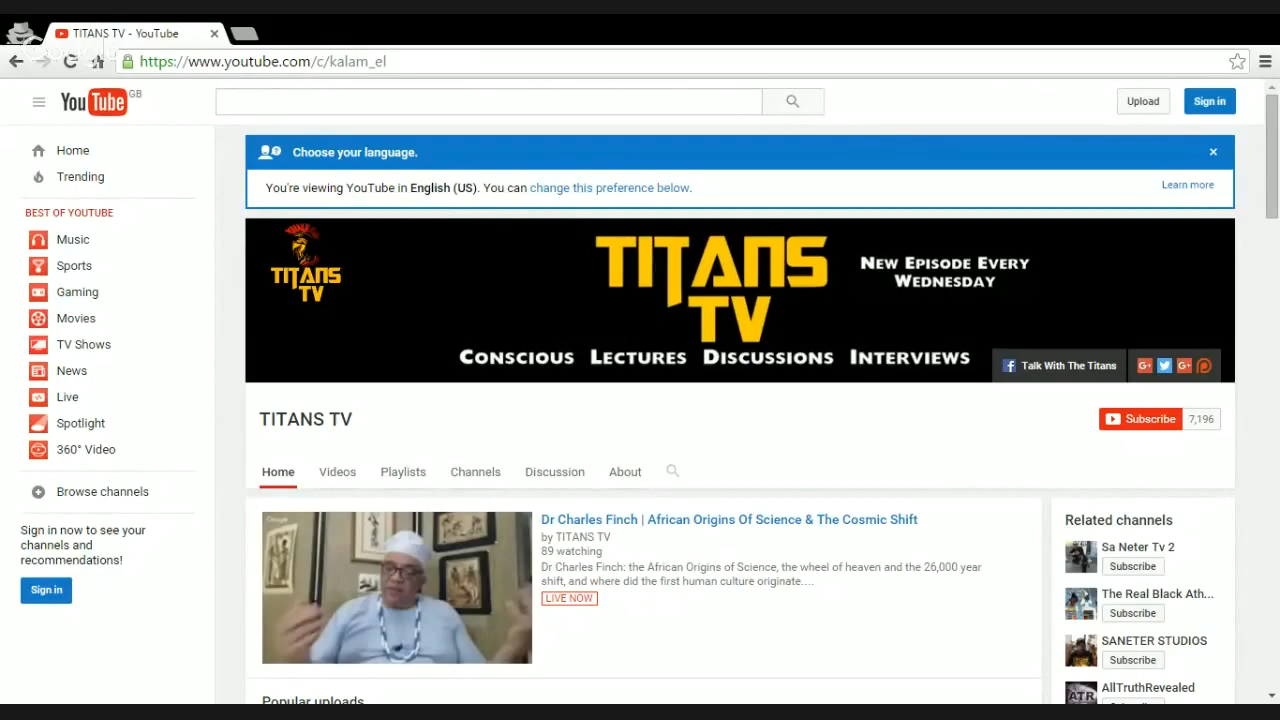 TITANS TV - YouTube
https://www.youtube.com/c/kalam_el
YouTube GB
Upload
Sign in
Home
Trending
BEST OF YOUTUBE
Music
Sports
Gaming
Movies
TV Shows
News
Live
Spotlight
360° Video
Browse channels
Sign in now to see your
channels and
recommendations!
Sign in
Choose your language.
You're viewing YouTube in English (US). You can change this preference below.
Learn more
TITANS
TV
TITANS
TV
NEW EPISODE EVERY
WEDNESDAY
CONSCIOUS LECTURES DISCUSSIONS INTERVIEWS
Talk With The Titans
TITANS TV
Subscribe 7,196
Home Videos Playlists Channels Discussion About
Google
Dr Charles Finch | African Origins Of Science & The Cosmic Shift
by TITANS TV
89 watching
Dr Charles Finch: the African Origins of Science, the wheel of heaven and the 26,000 year
shift, and where did the first human culture originate....
LIVE NOW
Popular uploads
Related channels
Sa Neter Tv 2
Subscribe
The Real Black Ath...
Subscribe
SANETER STUDIOS
Subscribe
ATR
AllTruthRevealed